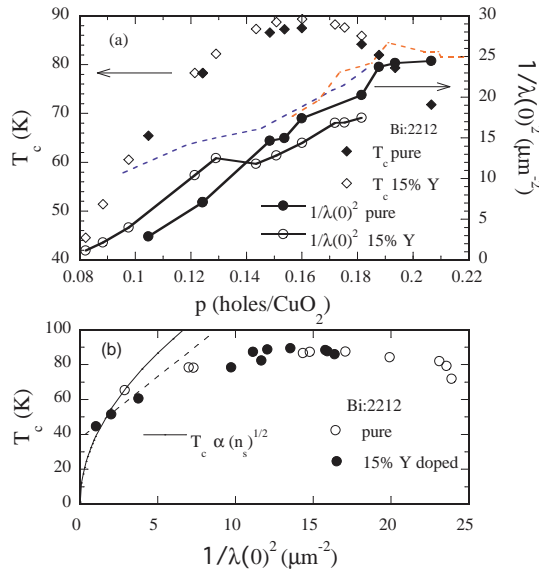 (a)
90
80
70
60
50
40
T_c (K)
30
25
20
15
10
5
0
1/λ(0)² (μm⁻²)
Bi:2212
T_c pure
T_c 15% Y
1/λ(0)² pure
1/λ(0)² 15% Y
0.08 0.1 0.12 0.14 0.16 0.18 0.2 0.22
p (holes/CuO₂)
(b)
100
80
60
40
20
0
T_c (K)
T_c α (n_s)^1/2
Bi:2212
pure
15% Y doped
0 5 10 15 20 25
1/λ(0)² (μm⁻²)